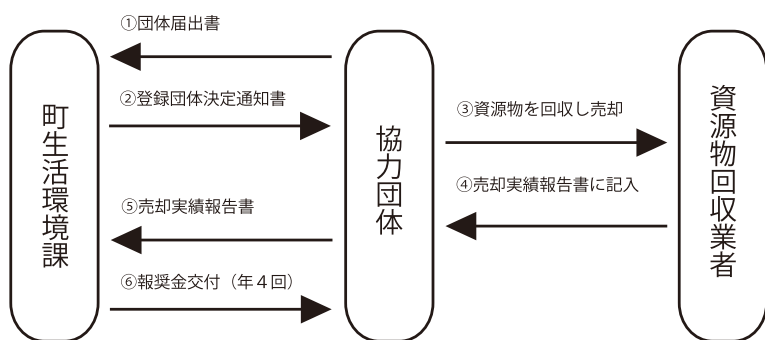 ①団体届出書
②登録団体決定通知書
③資源物を回収し売却
④売却実績報告書に記入
⑤売却実績報告書
⑥報奨金交付（年４回）
町生活環境課
協力団体
資源物回収業者